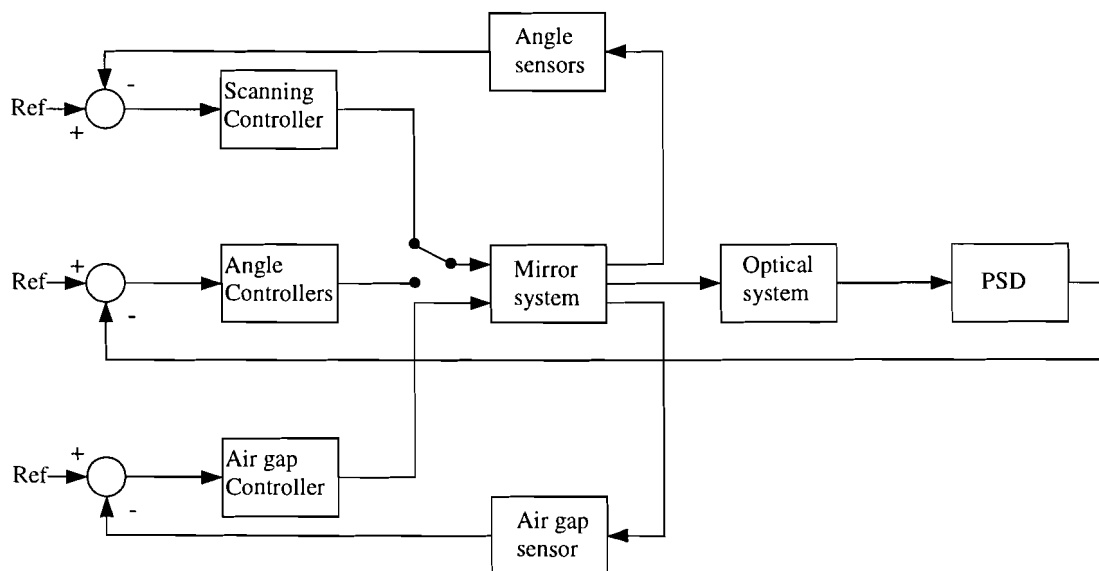 Angle
sensors
-
Ref
+
Scanning
Controller
Ref
+
-
Angle
Controllers
Mirror
system
Optical
system
PSD
Ref
+
-
Air gap
Controller
Air gap
sensor